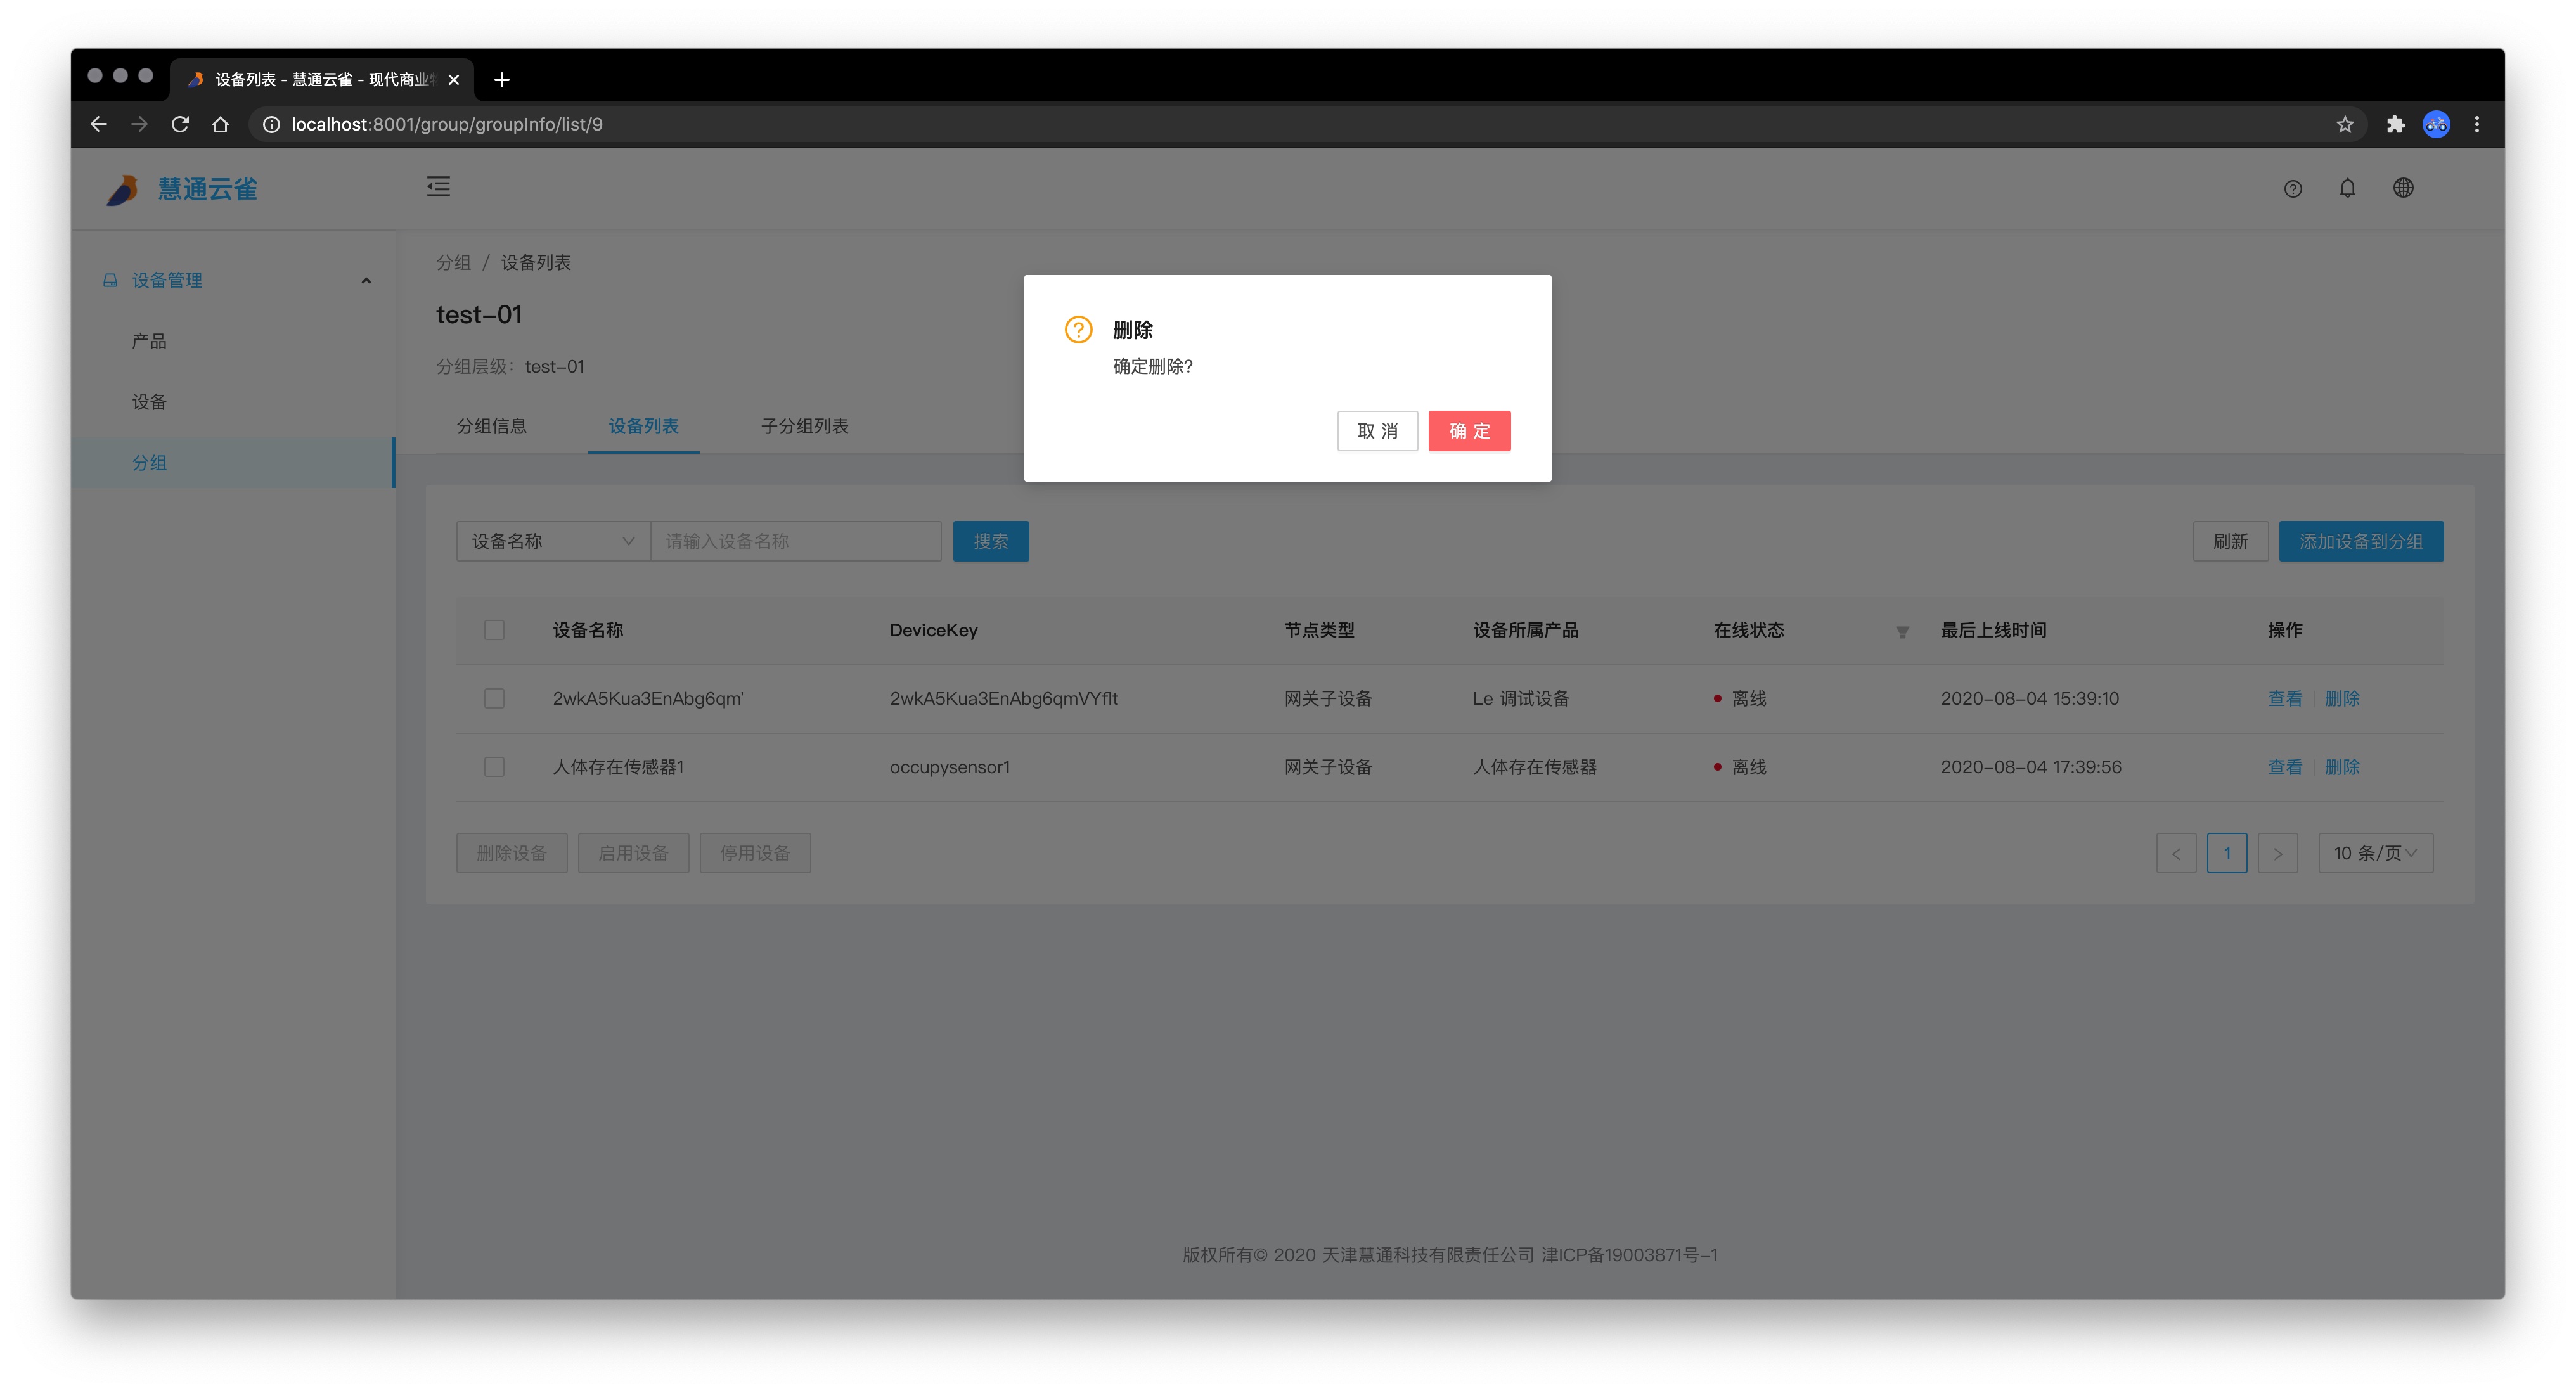 设备列表 - 慧通云雀 - 现代商业
localhost:8001/group/groupInfo/list/9
慧通云雀
设备管理
产品
设备
分组
分组 / 设备列表
test-01
分组层级：test-01
分组信息 设备列表 子分组列表
删除
确定删除?
取 消 确 定
设备名称 请输入设备名称 搜索 刷新 添加设备到分组
设备名称 DeviceKey 节点类型 设备所属产品 在线状态 最后上线时间 操作
2wkA5Kua3EnAbg6qm 2wkA5Kua3EnAbg6qmVYflt 网关子设备 Le 调试设备 离线 2020-08-04 15:39:10 查看 删除
人体存在传感器1 occupysensor1 网关子设备 人体存在传感器 离线 2020-08-04 17:39:56 查看 删除
删除设备 启用设备 停用设备 < 1 > 10 条/页
版权所有© 2020 天津慧通科技有限责任公司 津ICP备19003871号-1